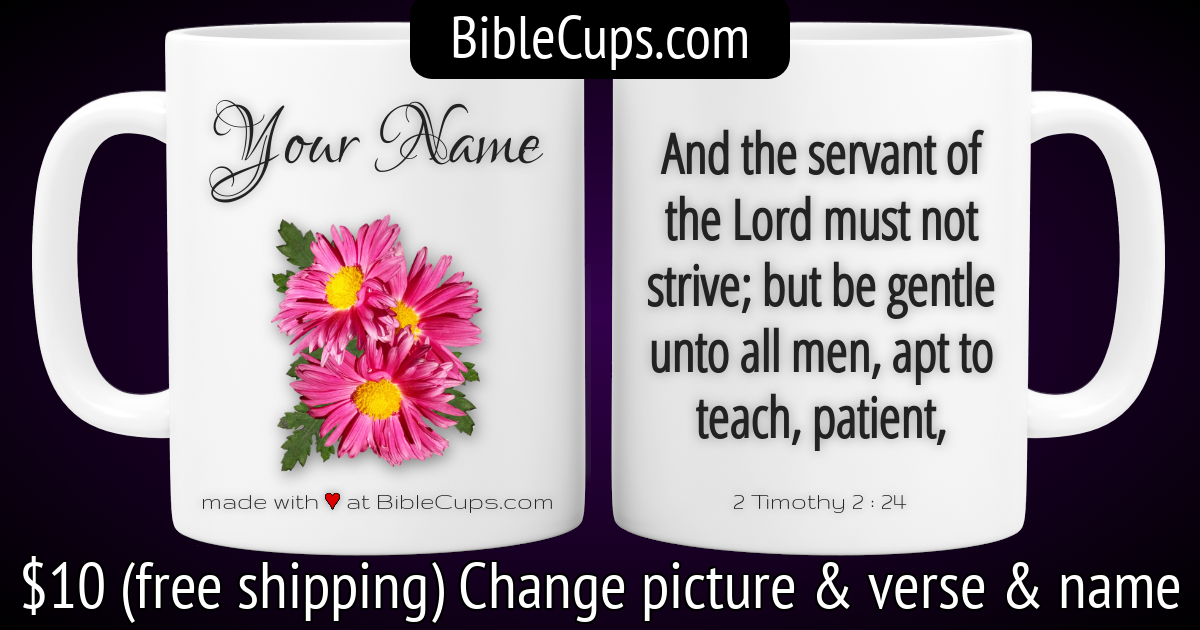 BibleCups.com
Your Name
made with ♥ at BibleCups.com
And the servant of
the Lord must not
strive; but be gentle
unto all men, apt to
teach, patient,
2 Timothy 2 : 24
$10 (free shipping) Change picture & verse & name